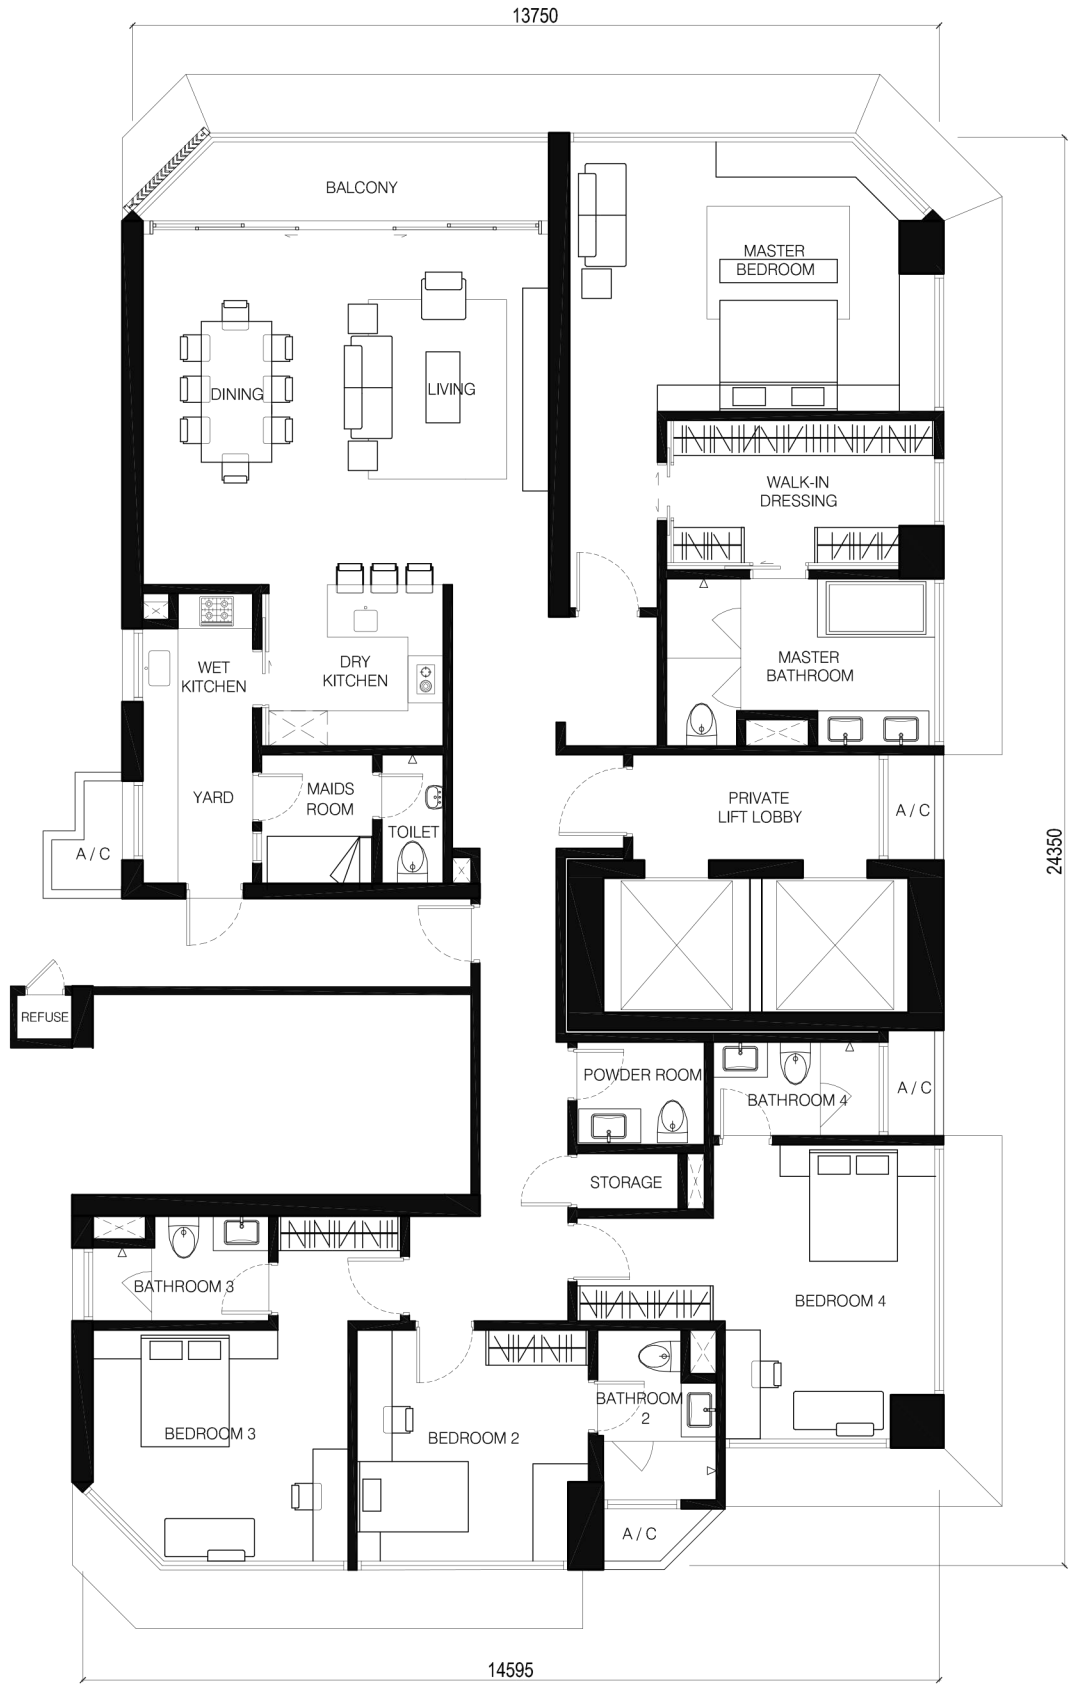 13750
BALCONY
MASTER
BEDROOM
DINING
LIVING
WALK-IN
DRESSING
WET
KITCHEN
DRY
KITCHEN
MASTER
BATHROOM
YARD
MAIDS
ROOM
PRIVATE
LIFT LOBBY
A / C
TOILET
A / C
24350
REFUSE
POWDER ROOM
BATHROOM 4
A / C
STORAGE
BATHROOM 3
BEDROOM 4
BATHROOM
2
BEDROOM 3
BEDROOM 2
A / C
14595